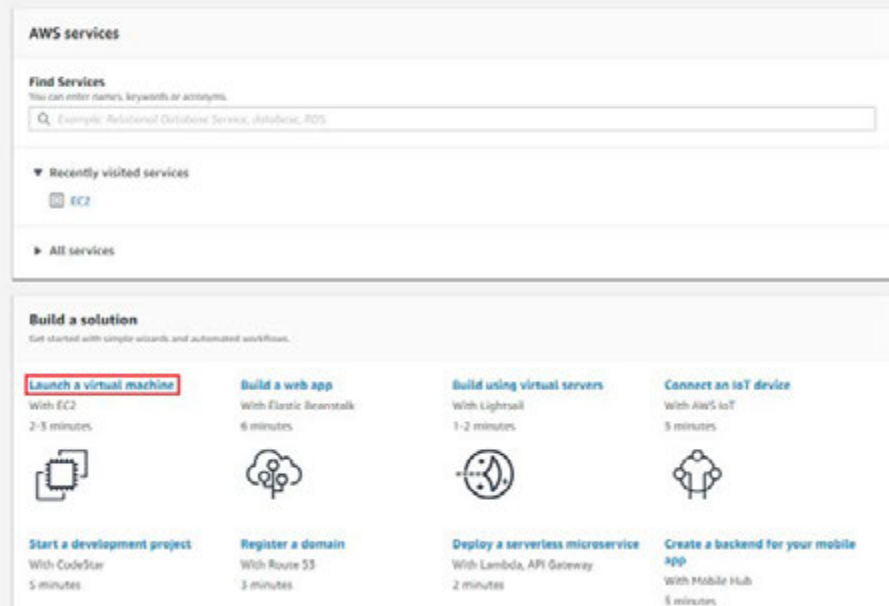 AWS services
Find Services
You can enter names, keywords or acronyms.
Example: Relational Database Service, database, RDS
▼ Recently visited services
EC2
▶ All services
Build a solution
Get started with simple wizards and automated workflows.
Launch a virtual machine
With EC2
2-3 minutes
Build a web app
With Elastic Beanstalk
6 minutes
Build using virtual servers
With Lightsail
1-2 minutes
Connect an IoT device
With AWS IoT
5 minutes
Start a development project
With CodeStar
5 minutes
Register a domain
With Route 53
3 minutes
Deploy a serverless microservice
With Lambda, API Gateway
2 minutes
Create a backend for your mobile
app
With Mobile Hub
5 minutes